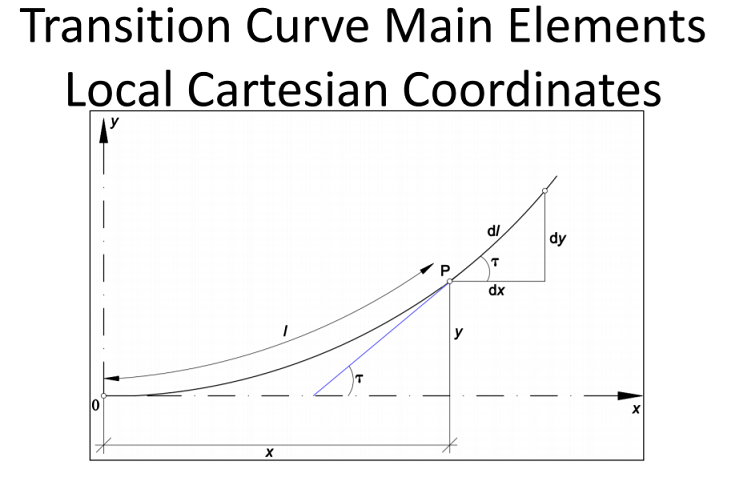 Transition Curve Main Elements
Local Cartesian Coordinates
y
dl
dy
P
τ
dx
l
y
τ
0
x
x